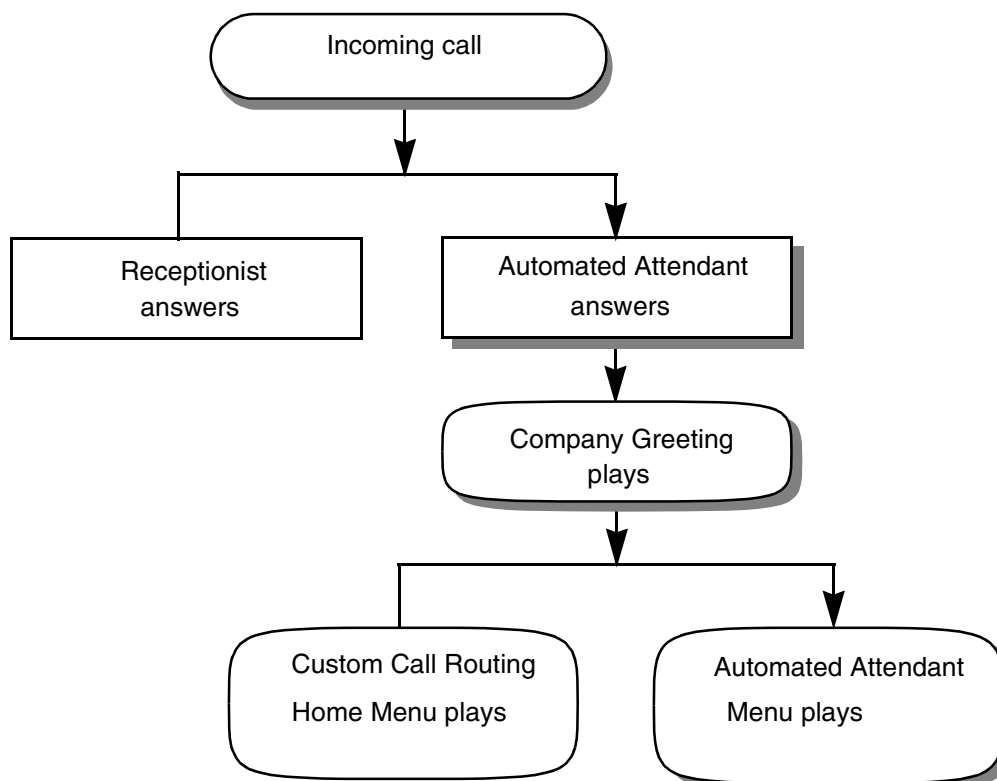 Incoming call
Receptionist
answers
Automated Attendant
answers
Company Greeting
plays
Custom Call Routing
Home Menu plays
Automated Attendant
Menu plays